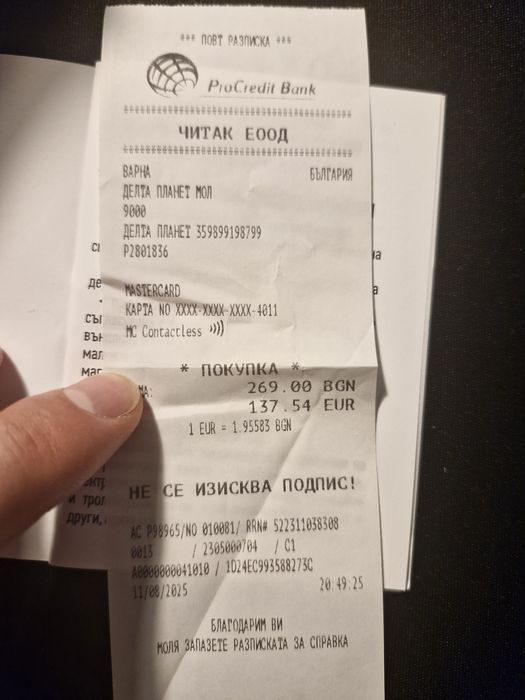 *** ПОВТ РАЗПИСКА ***
ProCredit Bank
ЧИТАК ЕООД
ВАРНА БЪЛГАРИЯ
ДЕЛТА ПЛАНЕТ МОЛ
9000
ДЕЛТА ПЛАНЕТ 359899198799
P2801836
MASTERCARD
КАРТА NO XXXX-XXXX-XXXX-4011
MC Contactless
* ПОКУПКА *
269.00 BGN
137.54 EUR
1 EUR = 1.95583 BGN
НЕ СЕ ИЗИСКВА ПОДПИС!
AC P98965/NO 010081/ RRN# 522311038308
0013 / 2305000704 / C1
A0000000041010 / 1D24EC993588273C
11/08/2025 20:49:25
БЛАГОДАРИМ ВИ
МОЛЯ ЗАПАЗЕТЕ РАЗПИСКАТА ЗА СПРАВКА
и трол
други,